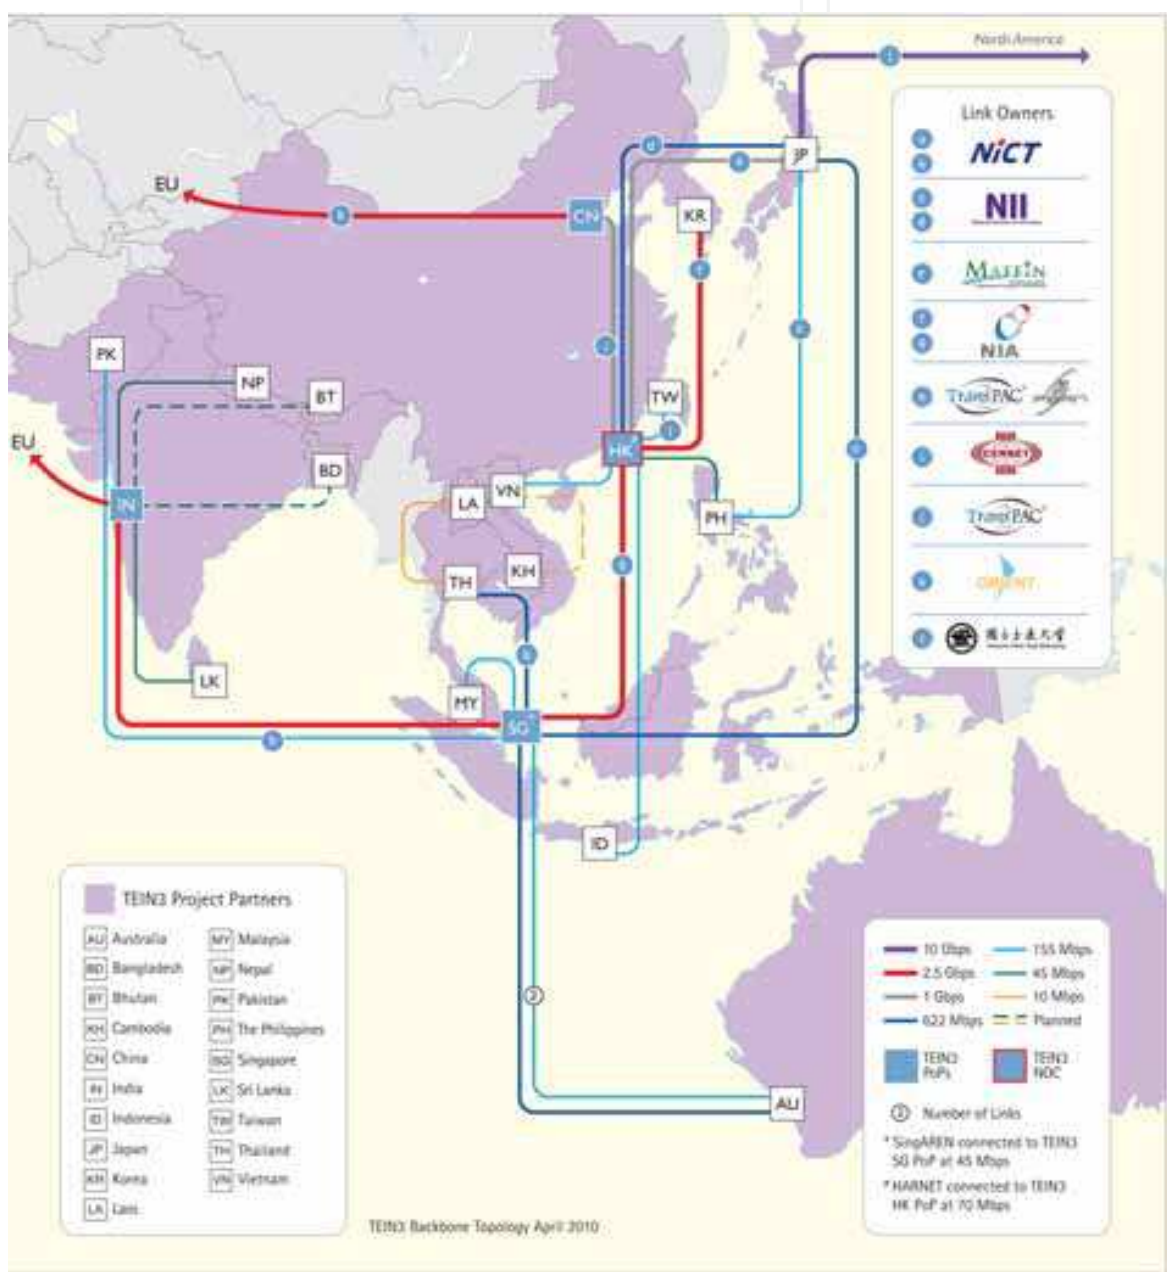 North America
JP
EU
CN
KR
PK
NP
BT
TW
EU
HK
BD
IN
LA
VN
PH
TH
KH
LK
MY
SG
ID
2
AU
Link Owners
NiCT
NII
NIA
TransPAC
CERNET
TransPAC
ORIENT
TEIN3 Project Partners
AU Australia
BD Bangladesh
BT Bhutan
KH Cambodia
CN China
IN India
ID Indonesia
JP Japan
KR Korea
LA Laos
MY Malaysia
NP Nepal
PK Pakistan
PH The Philippines
SG Singapore
LK Sri Lanka
TW Taiwan
TH Thailand
VN Vietnam
TEIN3 Backbone Topology April 2010
10 Gbps
2.5 Gbps
1 Gbps
622 Mbps
155 Mbps
45 Mbps
10 Mbps
Planned
TEIN3
PoPs
TEIN3
NOC
2 Number of Links
* SingAREN connected to TEIN3
SG PoP at 45 Mbps
* HARNET connected to TEIN3
HK PoP at 70 Mbps